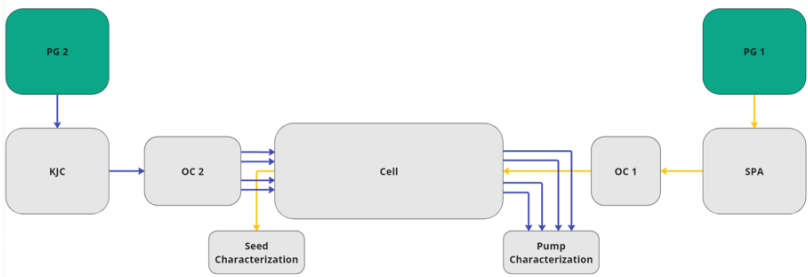 PG 2
PG 1
KJC
OC 2
Cell
OC 1
SPA
Seed
Characterization
Pump
Characterization